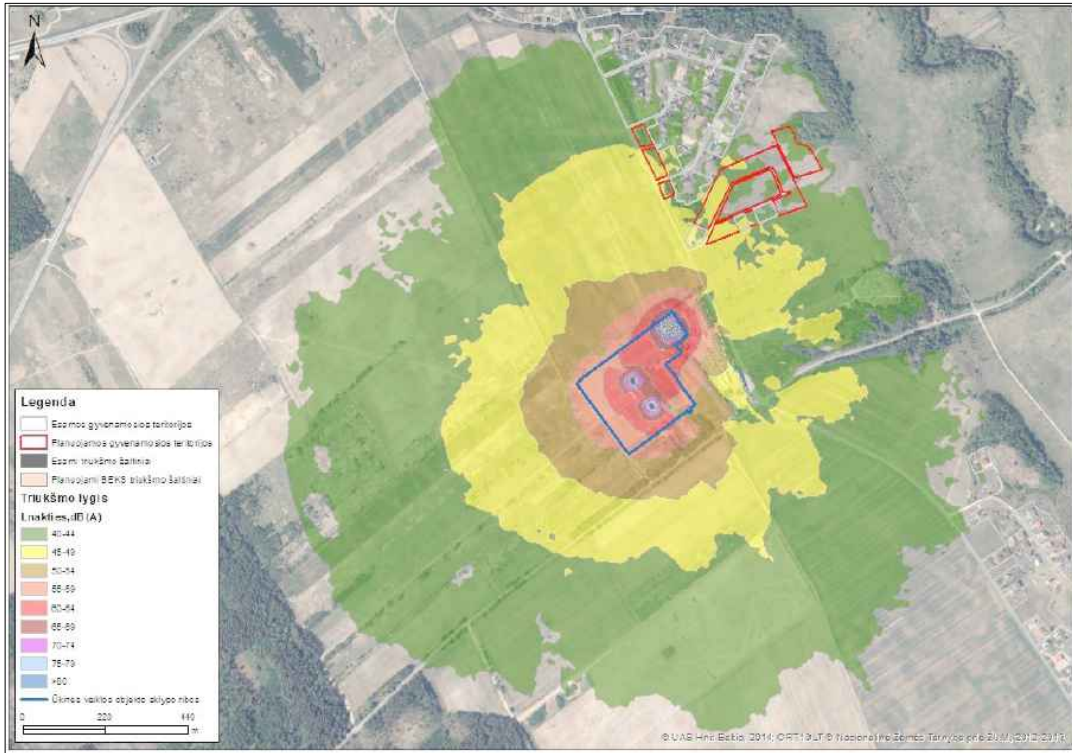 N
Legenda
Esamos gyvenamosios teritorijos
Planuojamos gyvenamosios teritorijos
Esami triukšmo šaltiniai
Planuojami BEKS triukšmo šaltiniai
Triukšmo lygis
Lnakties,dB(A)
40-44
45-49
50-54
55-59
60-64
65-69
70-74
75-79
>80
Ūkinės veiklos objekto sklypo ribos
0 220 440
m
© UAB Hnit-Baltic, 2014; ORT10LT © Nacionalinė Žemės Tarnyba prie ŽŪM, 2012-2013